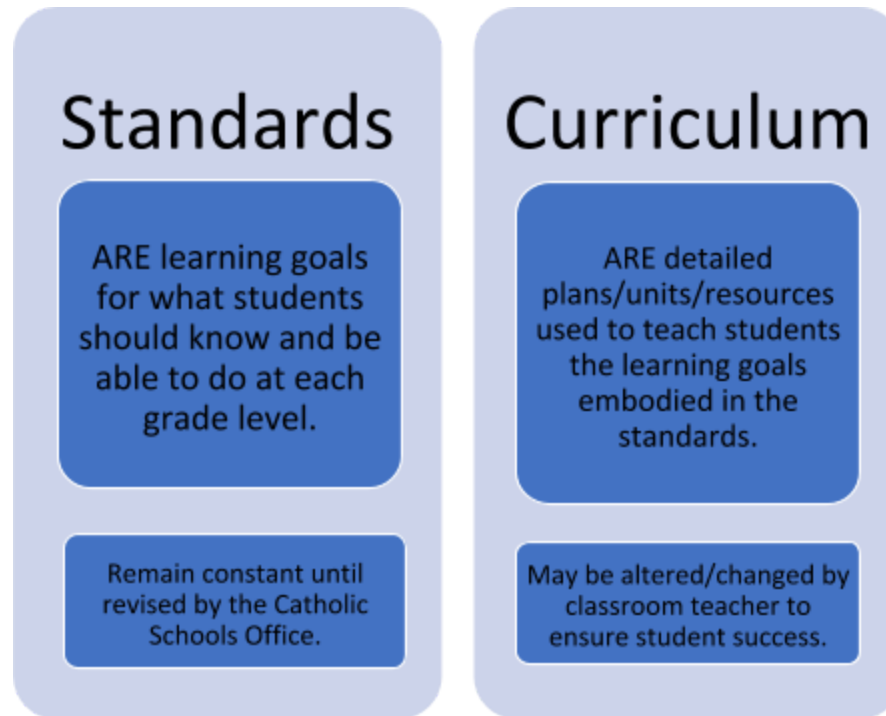 Standards
ARE learning goals
for what students
should know and be
able to do at each
grade level.
Remain constant until
revised by the Catholic
Schools Office.
Curriculum
ARE detailed
plans/units/resources
used to teach students
the learning goals
embodied in the
standards.
May be altered/changed by
classroom teacher to
ensure student success.